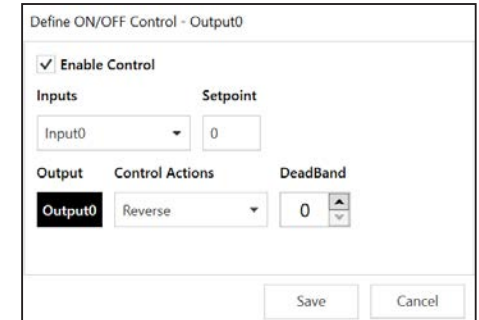 Define ON/OFF Control - Output0
Enable Control
Inputs Setpoint
Input0 0
Output Control Actions DeadBand
Output0 Reverse 0
Save Cancel